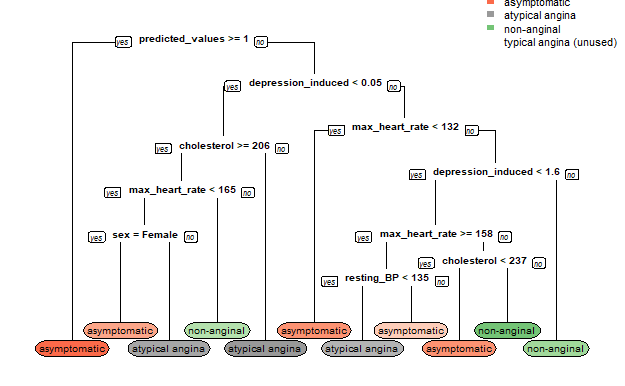 asymptomatic
atypical angina
non-anginal
typical angina (unused)
yes predicted_values >= 1 no
yes depression_induced < 0.05 no
yes max_heart_rate < 132 no
yes cholesterol >= 206 no
yes depression_induced < 1.6 no
yes max_heart_rate < 165 no
yes sex = Female no
yes max_heart_rate >= 158 no
yes cholesterol < 237 no
yes resting_BP < 135 no
asymptomatic non-anginal asymptomatic asymptomatic non-anginal
asymptomatic atypical angina atypical angina atypical angina asymptomatic non-anginal